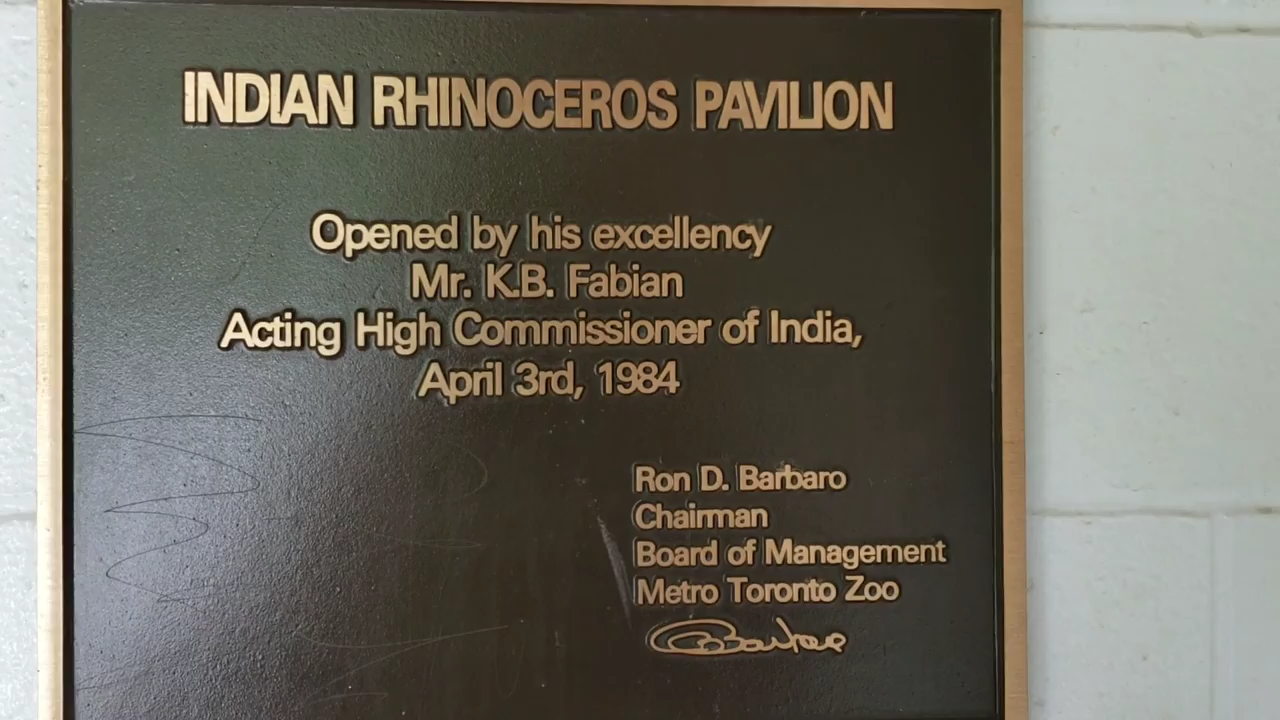 INDIAN RHINOCEROS PAVILION
Opened by his excellency
Mr. K.B. Fabian
Acting High Commissioner of India,
April 3rd, 1984
Ron D. Barbaro
Chairman
Board of Management
Metro Toronto Zoo